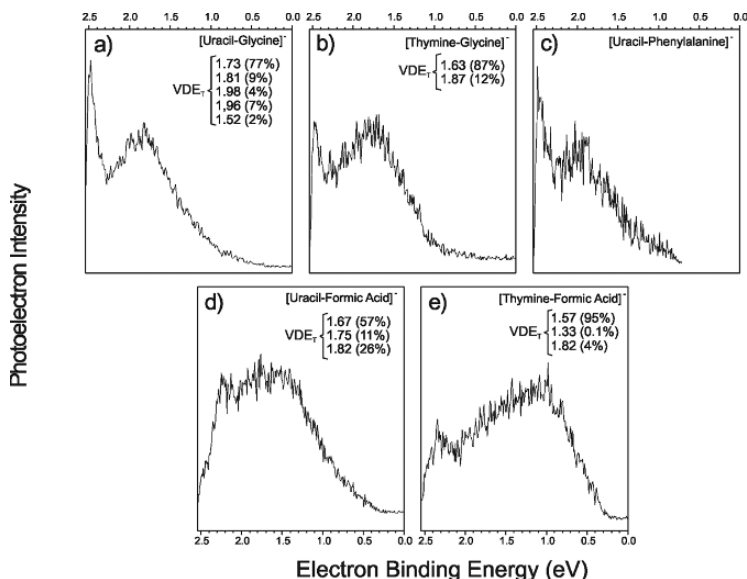 2.5 2.0 1.5 1.0 0.5 0.0
2.5 2.0 1.5 1.0 0.5 0.0
2.5 2.0 1.5 1.0 0.5 0.0
a)
[Uracil-Glycine]-
VDET
1.73 (77%)
1.81 (9%)
1.98 (4%)
1,96 (7%)
1.52 (2%)
b)
[Thymine-Glycine]-
VDET
1.63 (87%)
1.87 (12%)
c)
[Uracil-Phenylalanine]-
Photoelectron Intensity
d)
[Uracil-Formic Acid]-
VDET
1.67 (57%)
1.75 (11%)
1.82 (26%)
e)
[Thymine-Formic Acid]-
VDET
1.57 (95%)
1.33 (0.1%)
1.82 (4%)
2.5 2.0 1.5 1.0 0.5 0.0
2.5 2.0 1.5 1.0 0.5 0.0
Electron Binding Energy (eV)